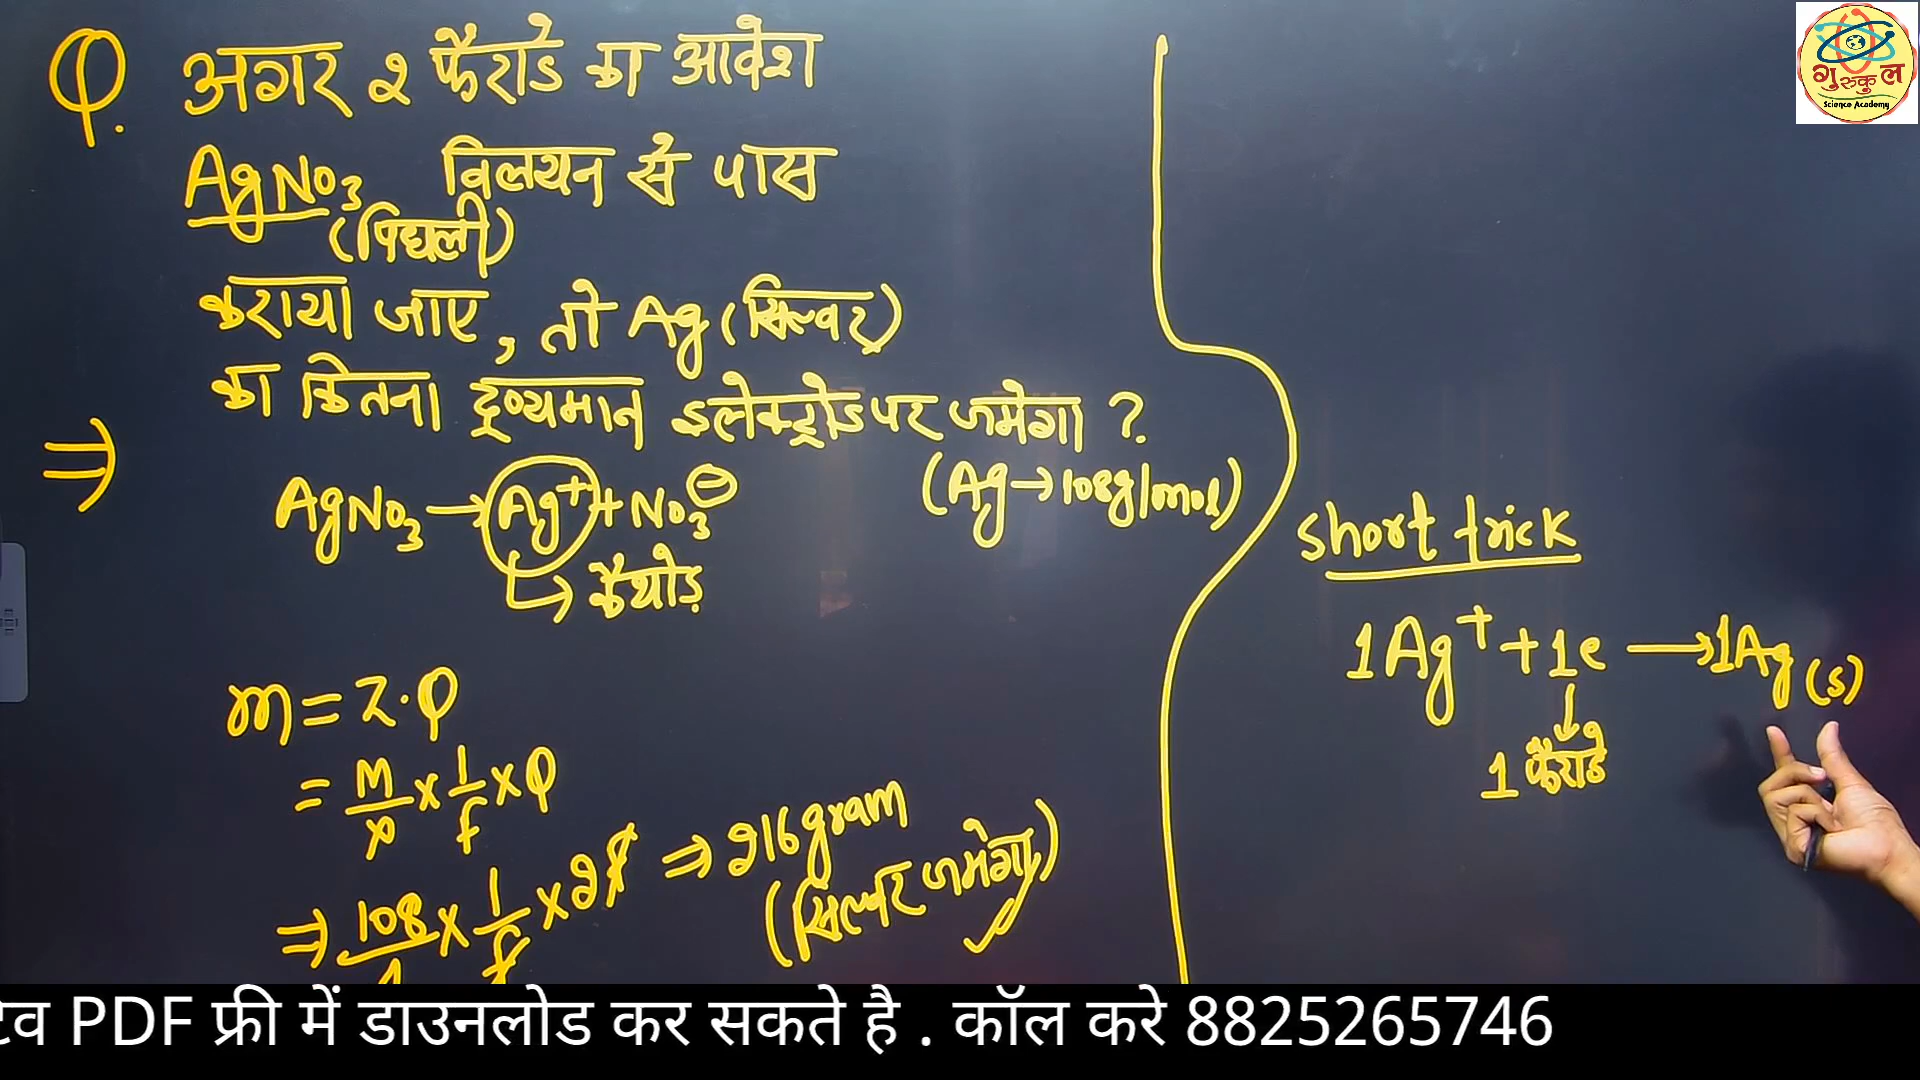 Q. अगर 2 फैराडे का आवेश
AgNO3 विलयन से पास
(पिघली)
कराया जाए, तो Ag (सिल्वर)
का कितना द्रव्यमान इलेक्ट्रोड पर जमेगा ?
(Ag→108g/mol)
⇒ AgNO3 → Ag+ + NO3⊖
↳ कैथोड
m = Z.Q
= M/x × 1/F × Q
⇒ 108/1 × 1/F × 2F ⇒ 216 gram
(सिल्वर जमेगा)
short trick
1Ag+ + 1e → 1Ag(s)
↓
1 फैराडे
गुरुकुल
Science Academy
PDF फ्री में डाउनलोड कर सकते है . कॉल करे 8825265746